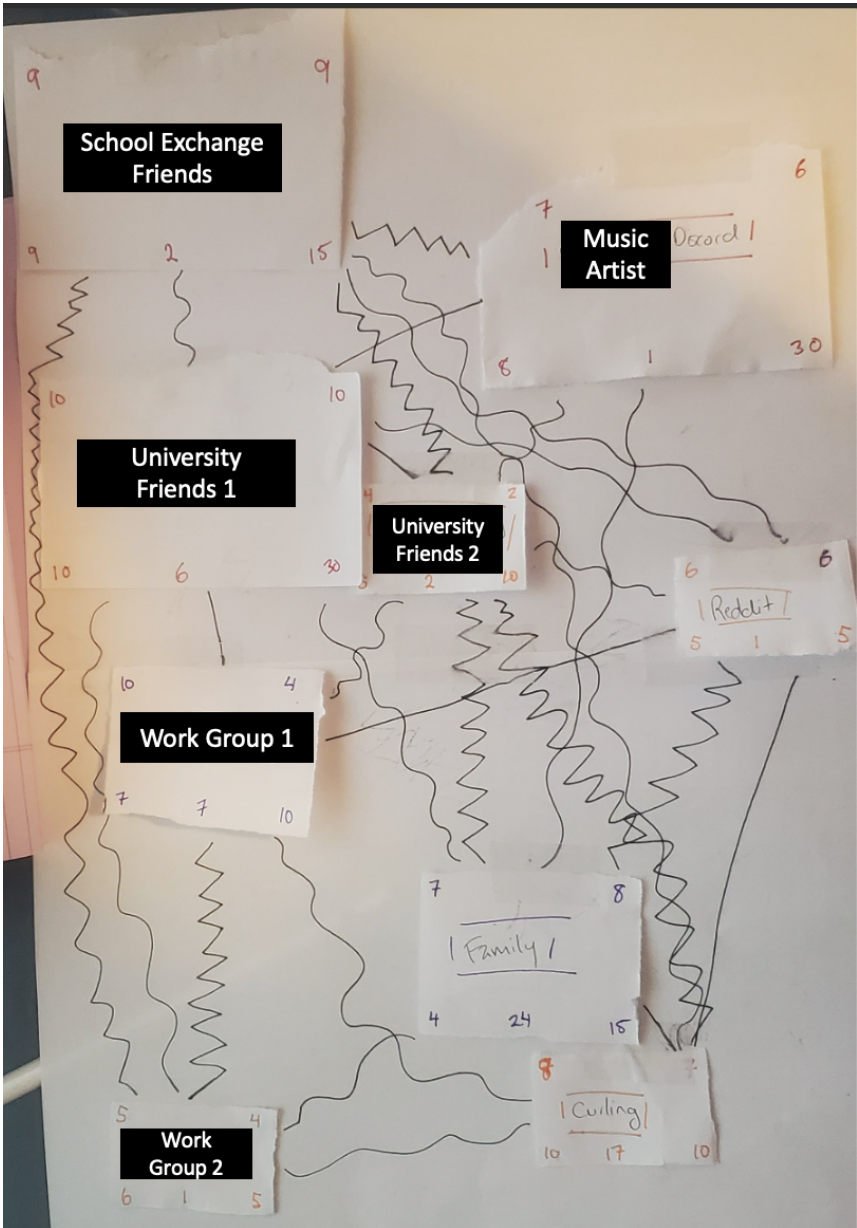 9 9
School Exchange
Friends
9 2 15
6
7
Music
Artist
Discord
8 1 30
10 10
University
Friends 1
10 6 30
4 2
University
Friends 2
5 2 10
6 6
Reddit
5 1 5
10 4
Work Group 1
7 7 10
7 8
Family
4 24 15
8 7
Curling
10 17 10
5 4
Work
Group 2
6 1 5